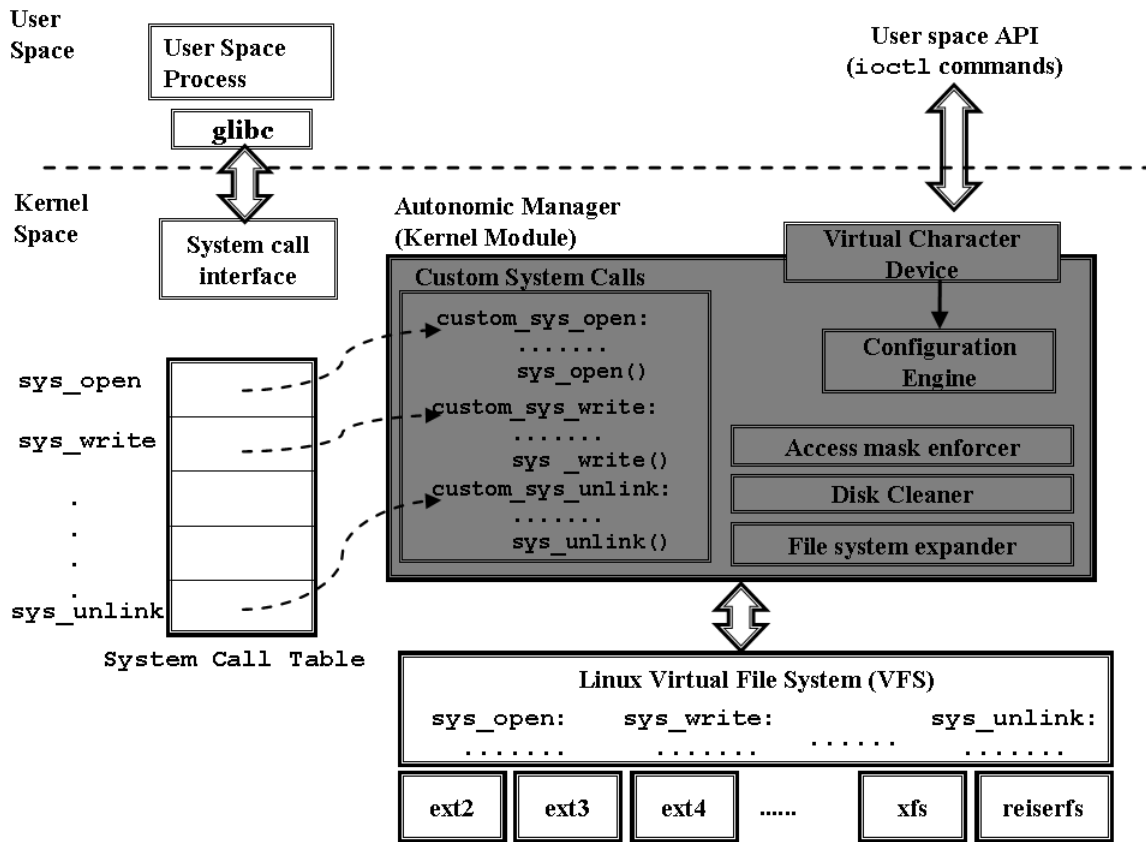 User
Space
User Space
Process
glibc
User space API
(ioctl commands)
Kernel
Space
System call
interface
Autonomic Manager
(Kernel Module)
Virtual Character
Device
Custom System Calls
custom_sys_open:
.......
sys_open()
custom_sys_write:
.......
sys _write()
custom_sys_unlink:
.......
sys_unlink()
Configuration
Engine
Access mask enforcer
Disk Cleaner
File system expander
sys_open
sys_write
.
.
.
.
sys_unlink
System Call Table
Linux Virtual File System (VFS)
sys_open: sys_write: sys_unlink:
....... ....... ...... .......
ext2 ext3 ext4 ...... xfs reiserfs